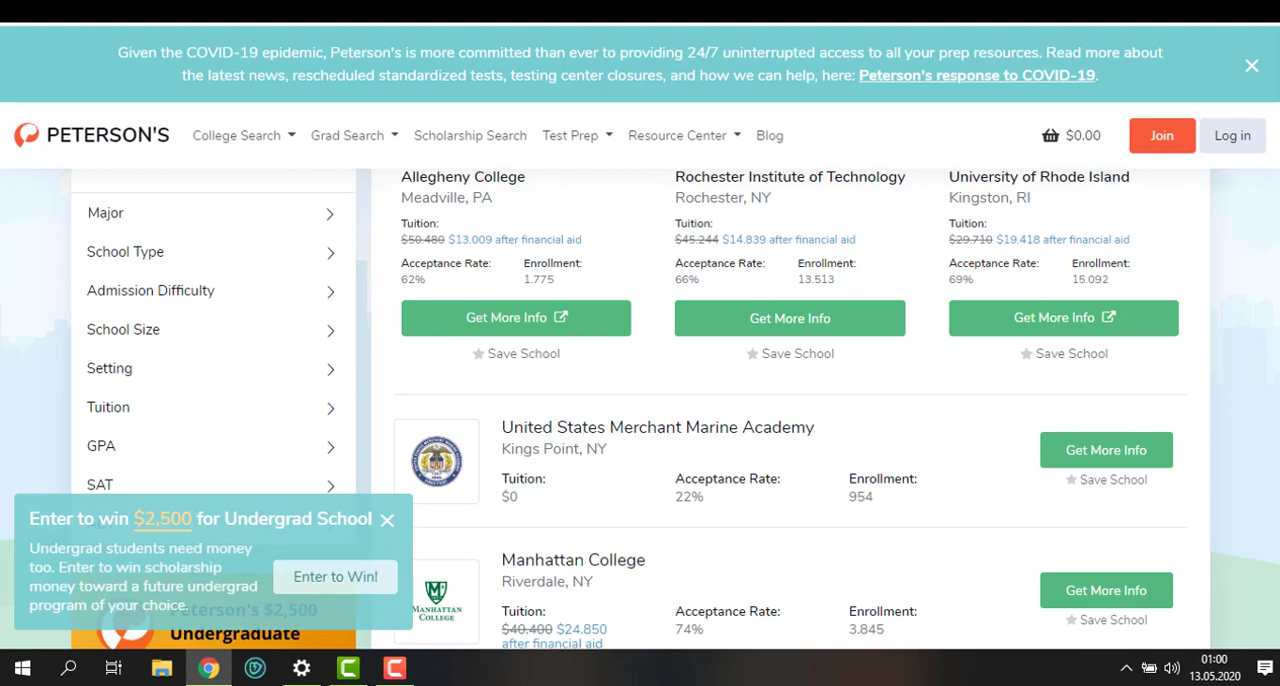 Given the COVID-19 epidemic, Peterson's is more committed than ever to providing 24/7 uninterrupted access to all your prep resources. Read more about
the latest news, rescheduled standardized tests, testing center closures, and how we can help, here: Peterson's response to COVID-19.
PETERSON'S College Search Grad Search Scholarship Search Test Prep Resource Center Blog $0.00 Join Log in
Major
School Type
Admission Difficulty
School Size
Setting
Tuition
GPA
SAT
Allegheny College
Meadville, PA
Tuition:
$50.480 $13.009 after financial aid
Acceptance Rate: Enrollment:
62% 1.775
Get More Info
Save School
Rochester Institute of Technology
Rochester, NY
Tuition:
$45.244 $14.839 after financial aid
Acceptance Rate: Enrollment:
66% 13.513
Get More Info
Save School
University of Rhode Island
Kingston, RI
Tuition:
$29.710 $19.418 after financial aid
Acceptance Rate: Enrollment:
69% 15.092
Get More Info
Save School
United States Merchant Marine Academy
Kings Point, NY
Tuition: Acceptance Rate: Enrollment:
$0 22% 954
Get More Info
Save School
MANHATTAN
COLLEGE
Manhattan College
Riverdale, NY
Tuition: Acceptance Rate: Enrollment:
$40.400 $24.850 74% 3.845
after financial aid
Get More Info
Save School
Enter to win $2,500 for Undergrad School
Undergrad students need money
too. Enter to win scholarship
money toward a future undergrad
program of your choice.
Enter to Win!
Peterson's $2,500
Undergraduate
01:00
13.05.2020